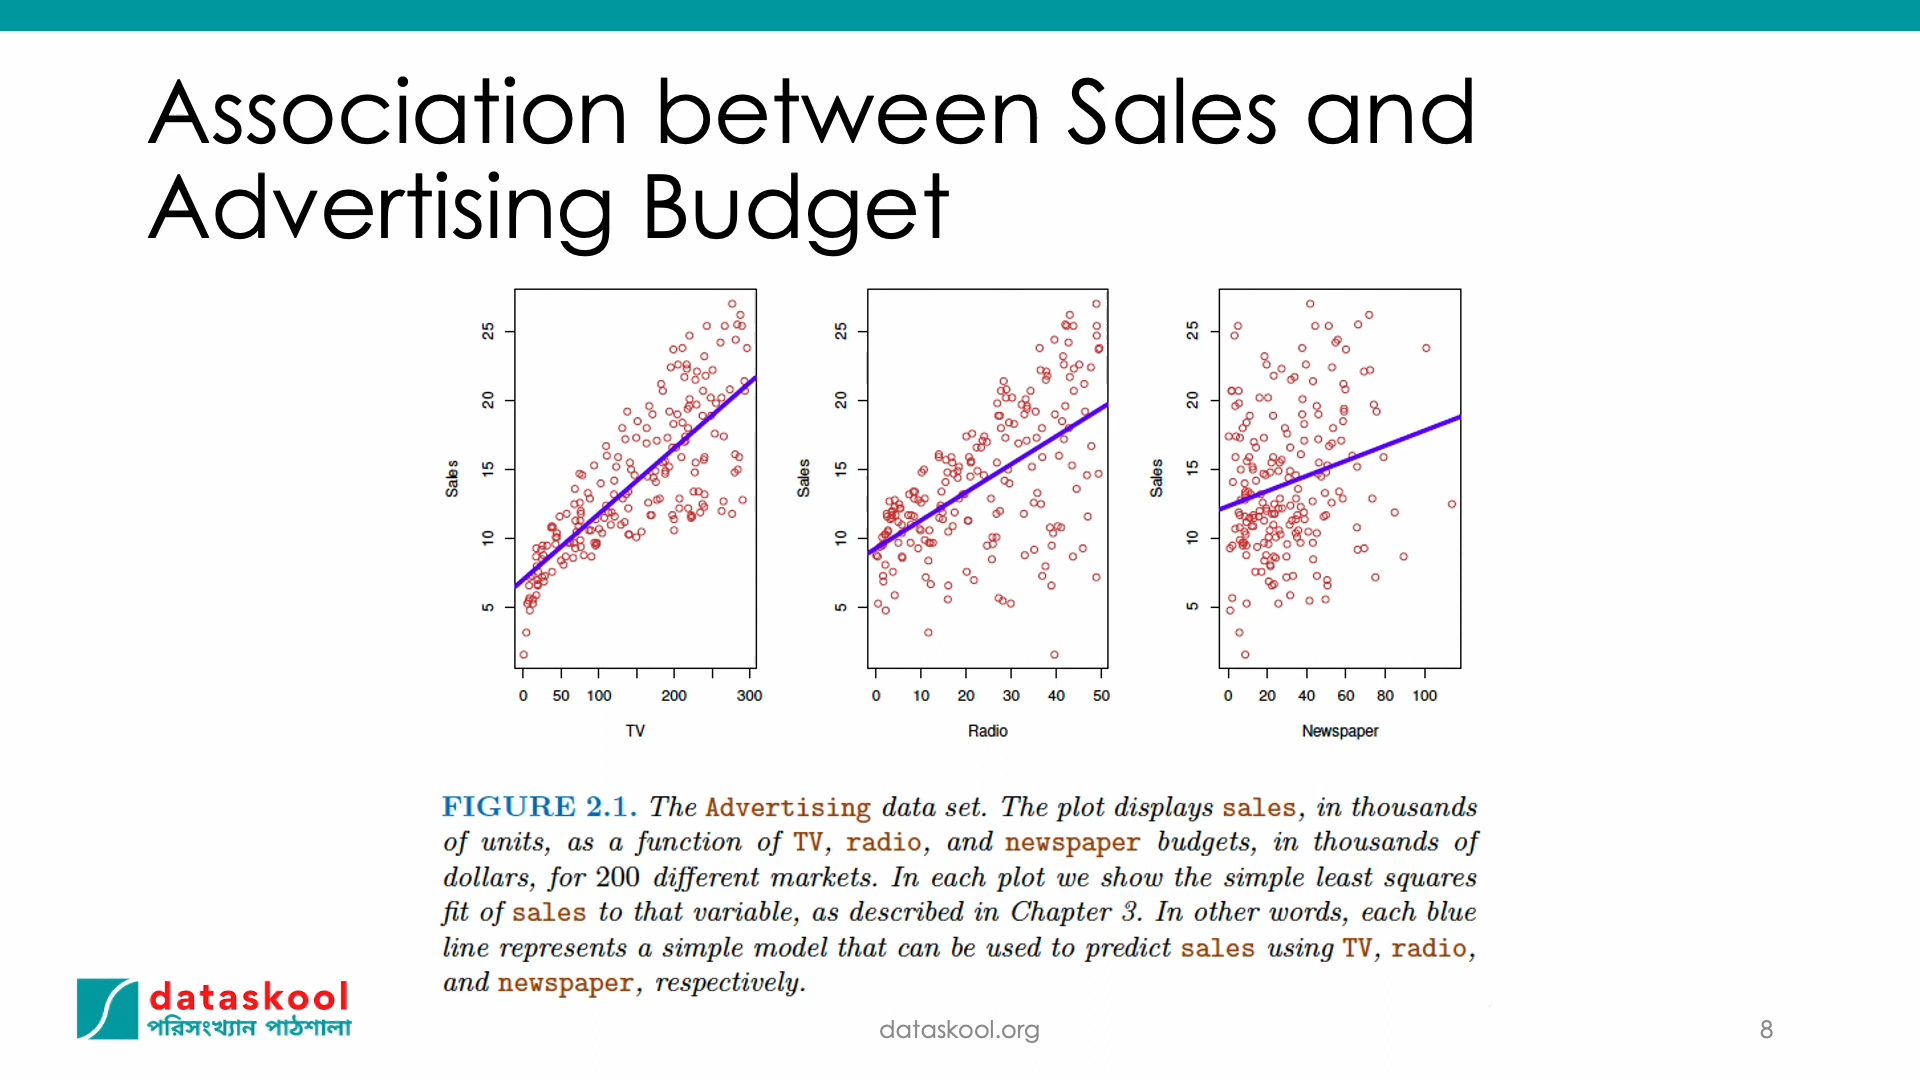 Association between Sales and
Advertising Budget
Sales
5
10
15
20
25
0 50 100 200 300
TV
Sales
5
10
15
20
25
0 10 20 30 40 50
Radio
Sales
5
10
15
20
25
0 20 40 60 80 100
Newspaper
FIGURE 2.1. The Advertising data set. The plot displays sales, in thousands
of units, as a function of TV, radio, and newspaper budgets, in thousands of
dollars, for 200 different markets. In each plot we show the simple least squares
fit of sales to that variable, as described in Chapter 3. In other words, each blue
line represents a simple model that can be used to predict sales using TV, radio,
and newspaper, respectively.
dataskool
পরিসংখ্যান পাঠশালা
dataskool.org
8